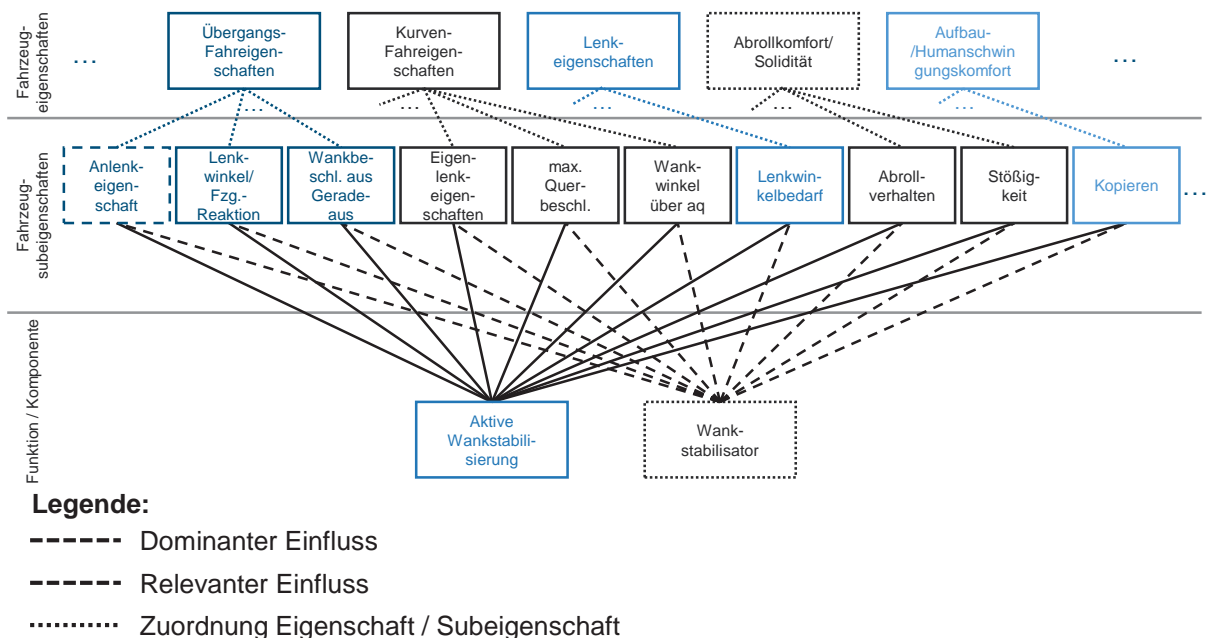 Fahrzeug-
eigenschaften
...
Übergangs-
Fahreigen-
schaften
Kurven-
Fahreigen-
schaften
Lenk-
eigenschaften
Abrollkomfort/
Solidität
Aufbau-
/Humanschwin
gungskomfort
...
...
...
...
...
...
Fahrzeug-
subeigenschaften
Anlenk-
eigen-
schaft
Lenk-
winkel/
Fzg.-
Reaktion
Wankbe-
schl. aus
Gerade-
aus
Eigen-
lenk-
eigen-
schaften
max.
Quer-
beschl.
Wank-
winkel
über aq
Lenkwin-
kelbedarf
Abroll-
verhalten
Stößig-
keit
Kopieren
...
Funktion / Komponente
Aktive
Wankstabili-
sierung
Wank-
stabilisator
Legende:
Dominanter Einfluss
Relevanter Einfluss
Zuordnung Eigenschaft / Subeigenschaft